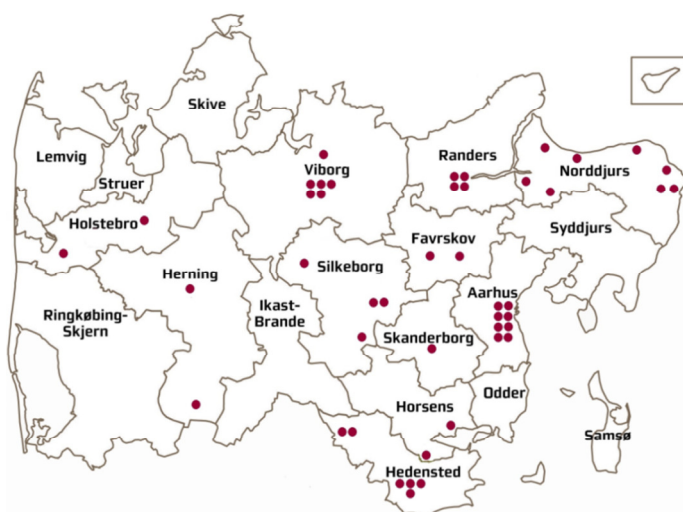 Skive
Lemvig
Struer
Viborg
Randers
Norddjurs
Holstebro
Favrskov
Syddjurs
Herning
Silkeborg
Aarhus
Ringkøbing-
Skjern
Ikast-
Brande
Skanderborg
Odder
Horsens
Samsø
Hedensted